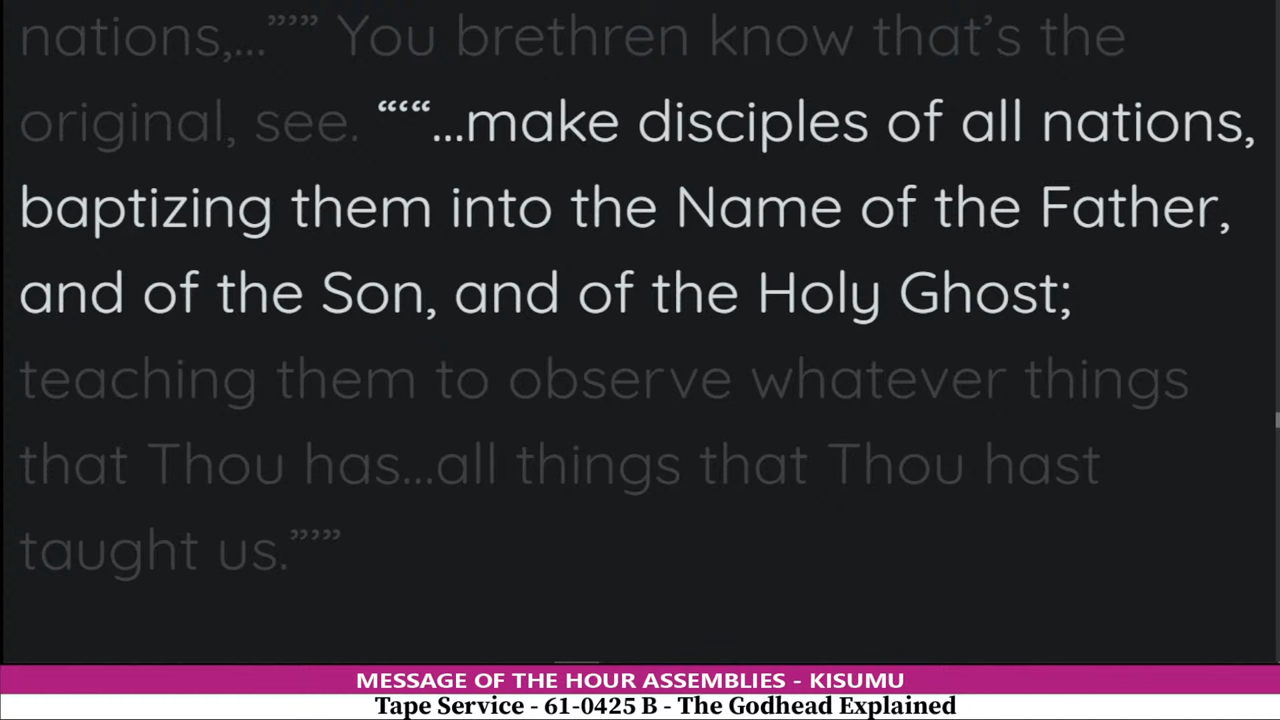 nations,...”’” You brethren know that’s the
original, see. “‘“...make disciples of all nations,
baptizing them into the Name of the Father,
and of the Son, and of the Holy Ghost;
teaching them to observe whatever things
that Thou has...all things that Thou hast
taught us.”’”
MESSAGE OF THE HOUR ASSEMBLIES - KISUMU
Tape Service - 61-0425 B - The Godhead Explained